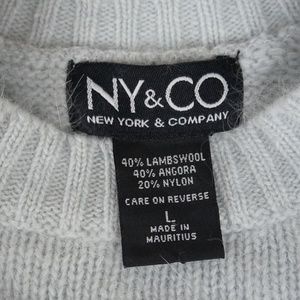 NY&CO
NEW YORK & COMPANY
40% LAMBSWOOL
40% ANGORA
20% NYLON
CARE ON REVERSE
L
MADE IN
MAURITIUS